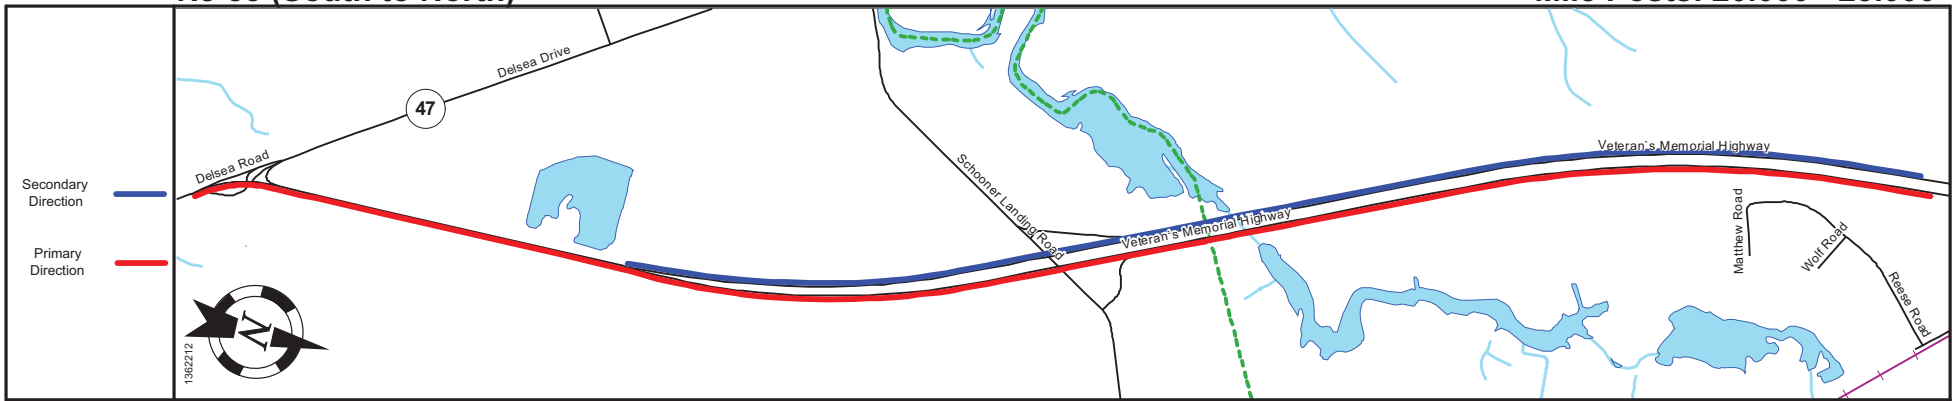 Delsea Drive
47
Delsea Road
Secondary
Direction
Primary
Direction
Schooner Landing Road
Veteran`s Memorial Highway
Veteran`s Memorial Highway
Matthew Road
Wolf Road
Reese Road
N
1362212